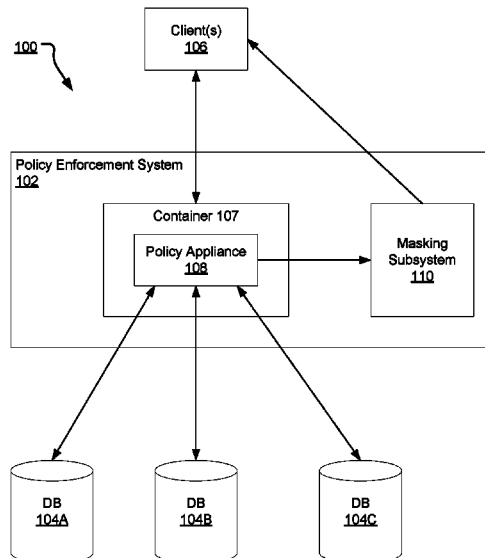 100
Client(s)
106
Policy Enforcement System
102
Container 107
Policy Appliance
108
Masking
Subsystem
110
DB
104A
DB
104B
DB
104C